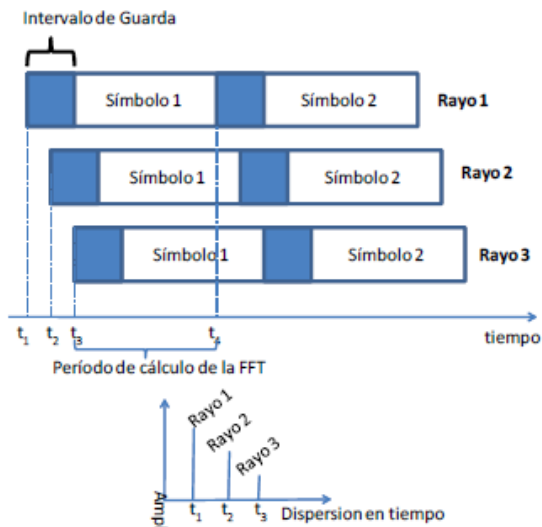 Intervalo de Guarda
Símbolo 1 Símbolo 2 Rayo 1
Símbolo 1 Símbolo 2 Rayo 2
Símbolo 1 Símbolo 2 Rayo 3
t1 t2 t3 t4 tiempo
Período de cálculo de la FFT
Rayo 1
Rayo 2
Rayo 3
Amp
t1 t2 t3 Dispersion en tiempo